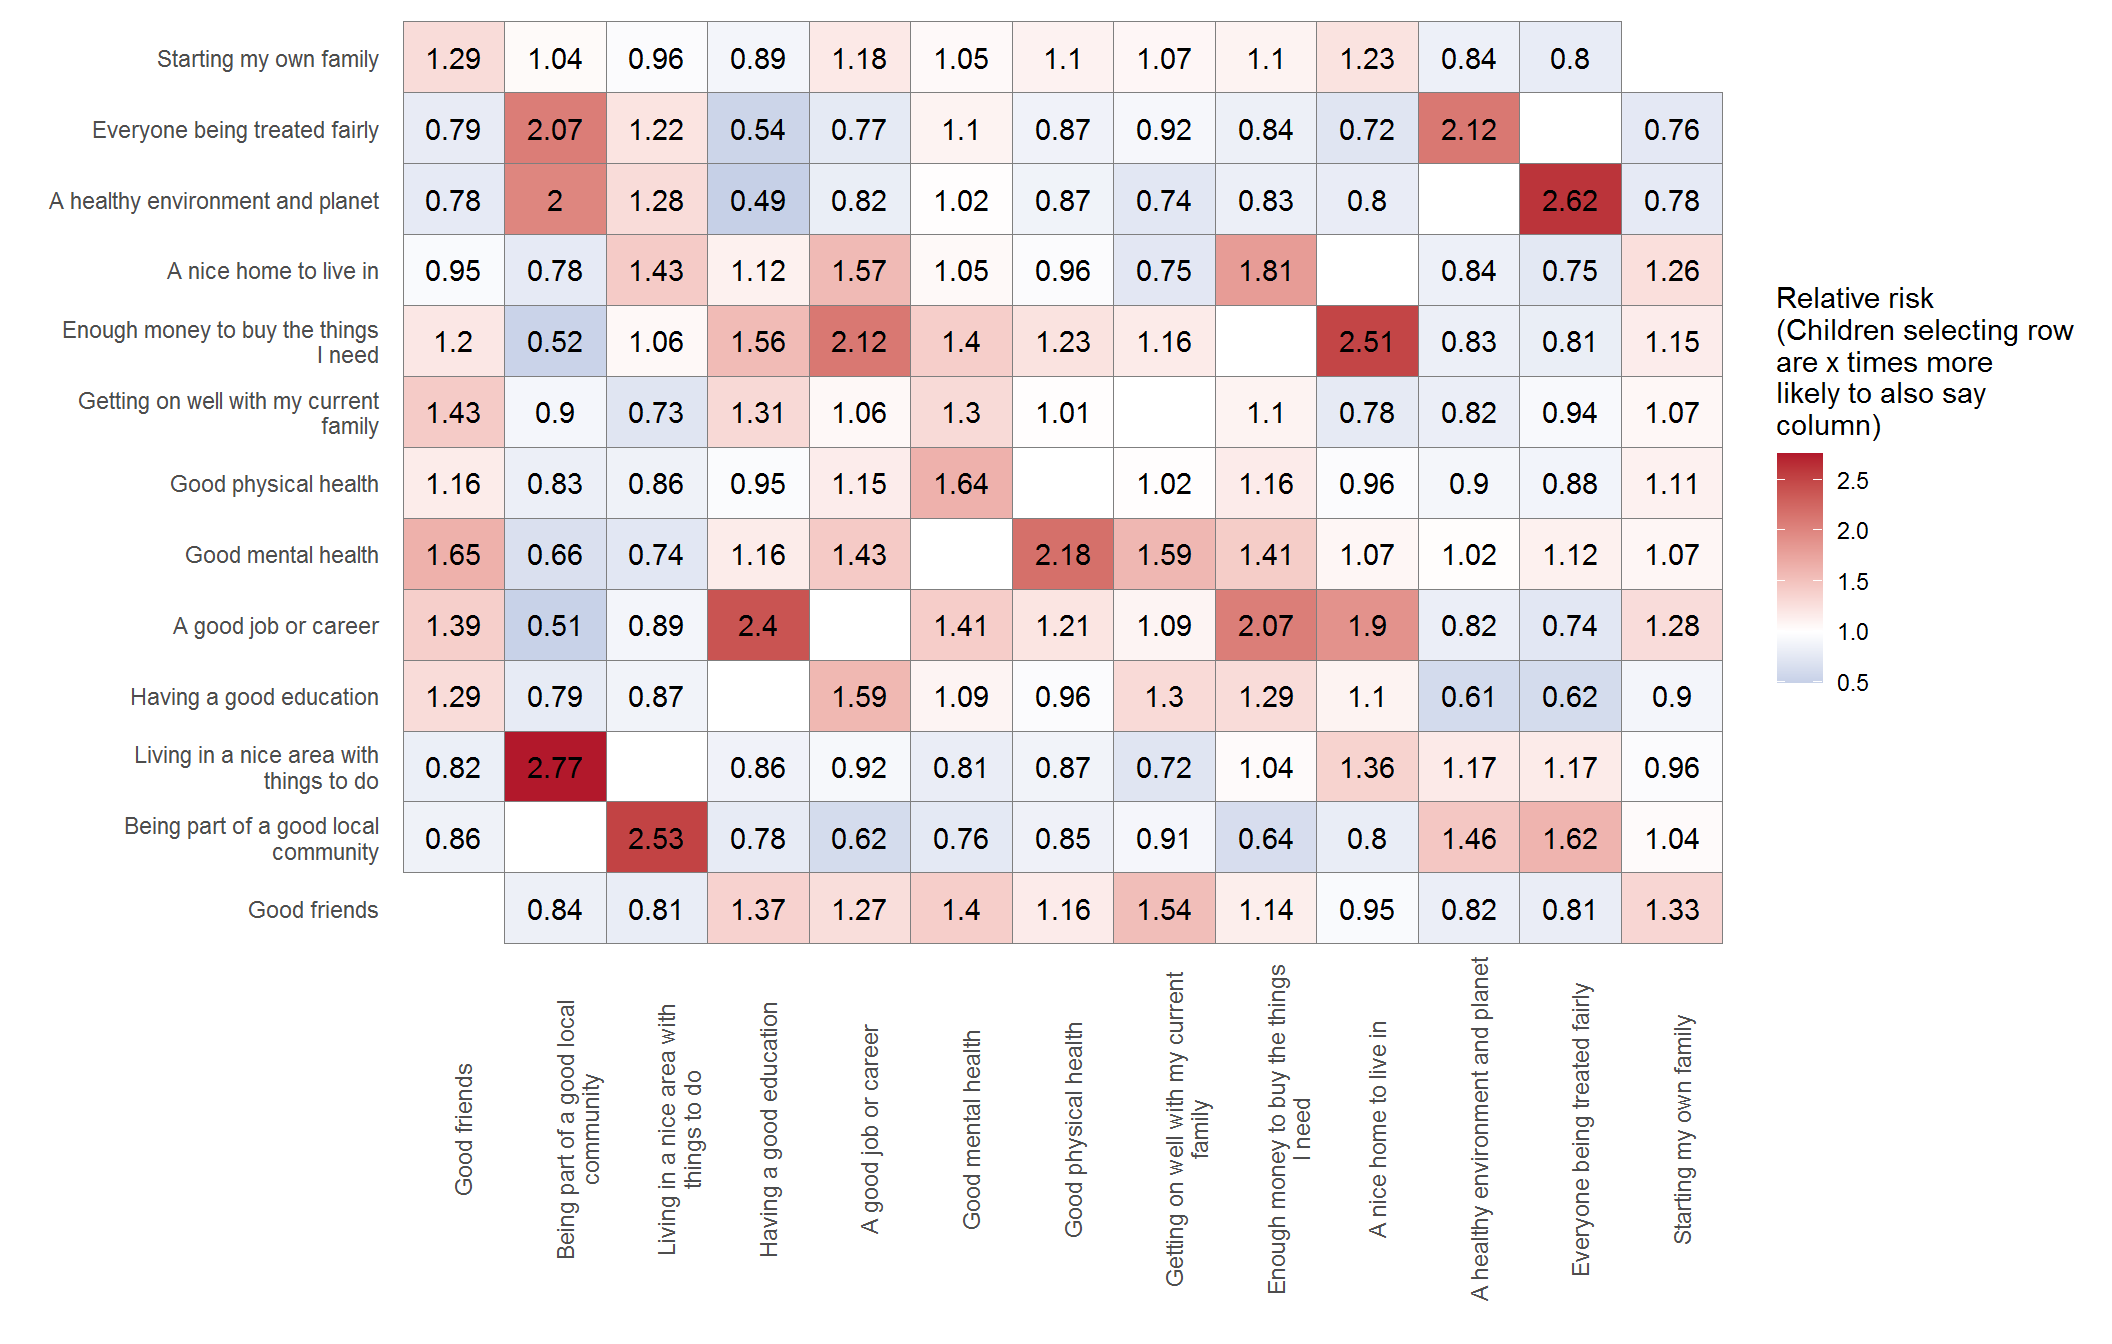 Starting my own family 1.29 1.04 0.96 0.89 1.18 1.05 1.1 1.07 1.1 1.23 0.84 0.8
Everyone being treated fairly 0.79 2.07 1.22 0.54 0.77 1.1 0.87 0.92 0.84 0.72 2.12 0.76
A healthy environment and planet 0.78 2 1.28 0.49 0.82 1.02 0.87 0.74 0.83 0.8 2.62 0.78
A nice home to live in 0.95 0.78 1.43 1.12 1.57 1.05 0.96 0.75 1.81 0.84 0.75 1.26
Enough money to buy the things
I need
1.2 0.52 1.06 1.56 2.12 1.4 1.23 1.16 2.51 0.83 0.81 1.15
Getting on well with my current
family
1.43 0.9 0.73 1.31 1.06 1.3 1.01 1.1 0.78 0.82 0.94 1.07
Good physical health 1.16 0.83 0.86 0.95 1.15 1.64 1.02 1.16 0.96 0.9 0.88 1.11
Good mental health 1.65 0.66 0.74 1.16 1.43 2.18 1.59 1.41 1.07 1.02 1.12 1.07
A good job or career 1.39 0.51 0.89 2.4 1.41 1.21 1.09 2.07 1.9 0.82 0.74 1.28
Having a good education 1.29 0.79 0.87 1.59 1.09 0.96 1.3 1.29 1.1 0.61 0.62 0.9
Living in a nice area with
things to do
0.82 2.77 0.86 0.92 0.81 0.87 0.72 1.04 1.36 1.17 1.17 0.96
Being part of a good local
community
0.86 2.53 0.78 0.62 0.76 0.85 0.91 0.64 0.8 1.46 1.62 1.04
Good friends 0.84 0.81 1.37 1.27 1.4 1.16 1.54 1.14 0.95 0.82 0.81 1.33
Good friends
Being part of a good local
community
Living in a nice area with
things to do
Having a good education
A good job or career
Good mental health
Good physical health
Getting on well with my current
family
Enough money to buy the things
I need
A nice home to live in
A healthy environment and planet
Everyone being treated fairly
Starting my own family
Relative risk
(Children selecting row
are x times more
likely to also say
column)
2.5
2.0
1.5
1.0
0.5